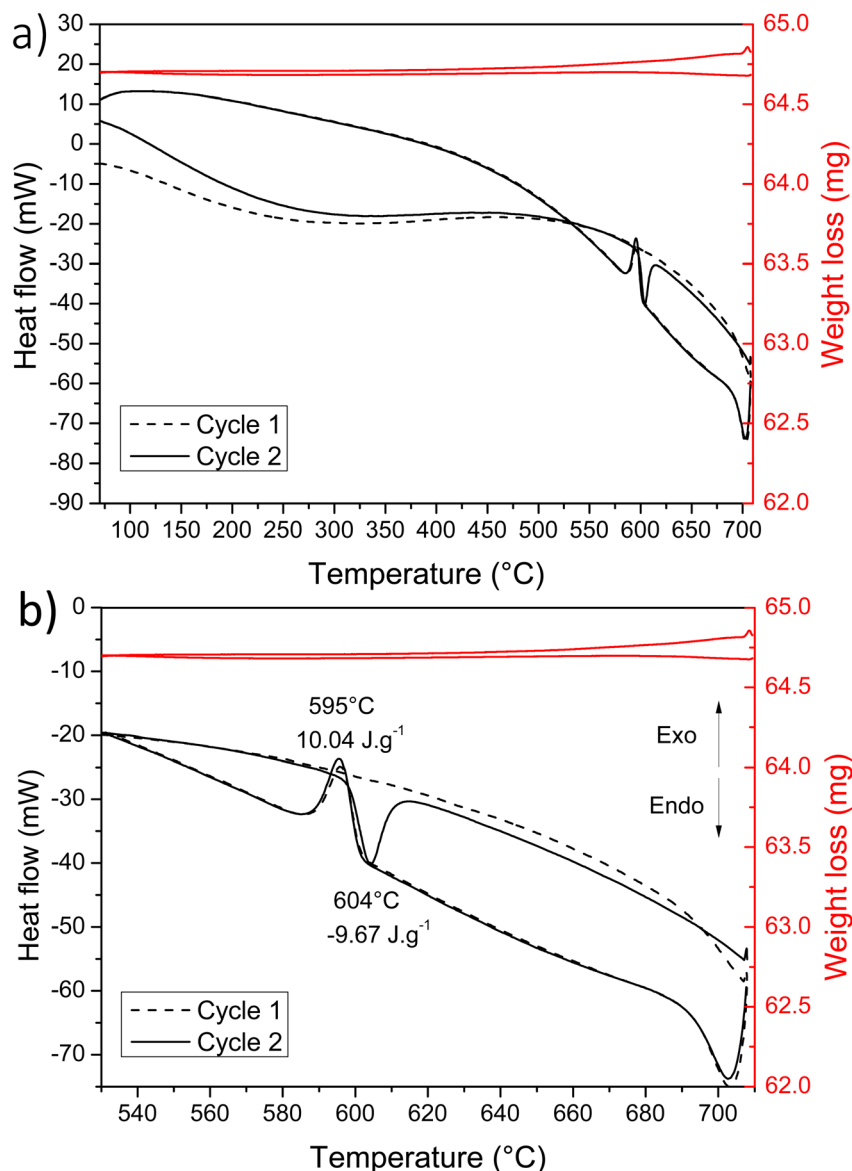 a)
30
20
10
0
-10
-20
-30
-40
-50
-60
-70
-80
-90
Heat flow (mW)
65.0
64.5
64.0
63.5
63.0
62.5
62.0
Weight loss (mg)
Cycle 1
Cycle 2
100 150 200 250 300 350 400 450 500 550 600 650 700
Temperature (°C)
b)
0
-10
-20
-30
-40
-50
-60
-70
Heat flow (mW)
65.0
64.5
64.0
63.5
63.0
62.5
62.0
Weight loss (mg)
595°C
10.04 J.g⁻¹
Exo
Endo
604°C
-9.67 J.g⁻¹
Cycle 1
Cycle 2
540 560 580 600 620 640 660 680 700
Temperature (°C)